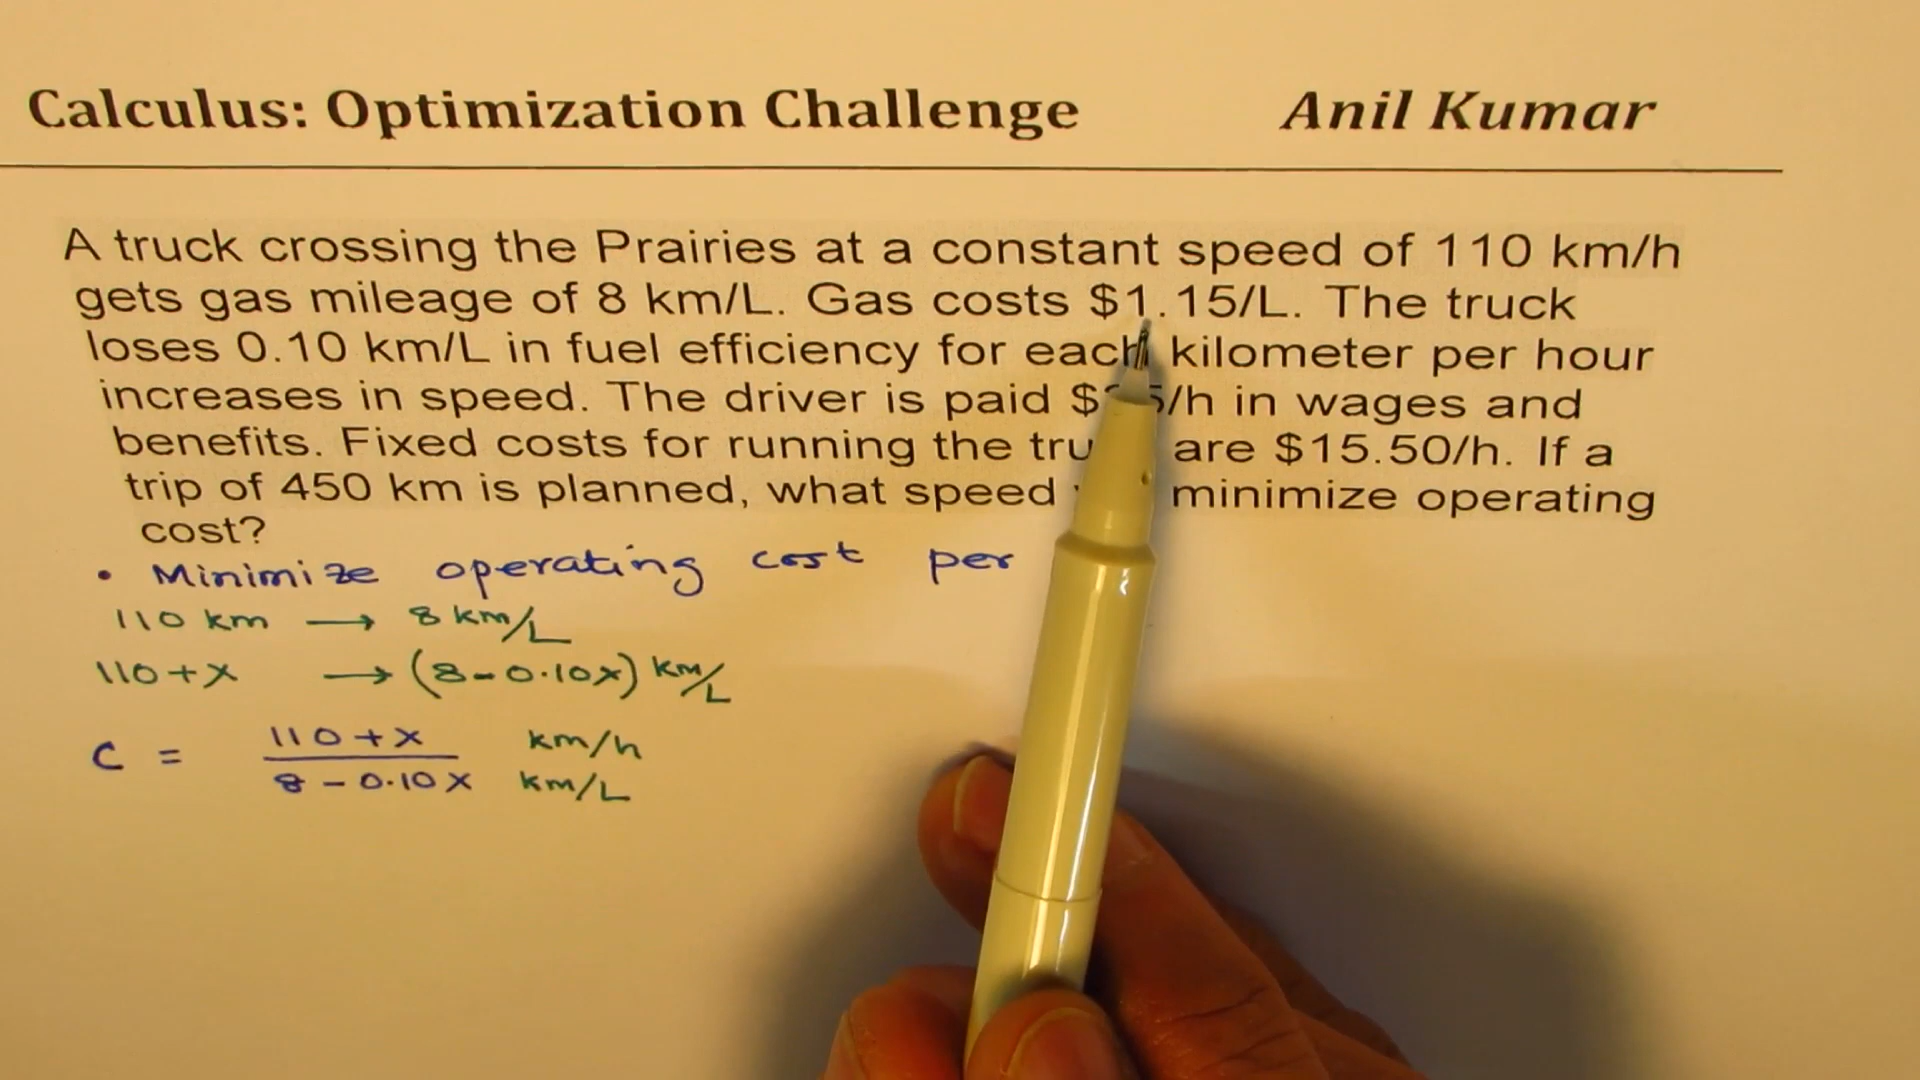 Calculus: Optimization Challenge Anil Kumar
A truck crossing the Prairies at a constant speed of 110 km/h
gets gas mileage of 8 km/L. Gas costs $1.15/L. The truck
loses 0.10 km/L in fuel efficiency for each kilometer per hour
increases in speed. The driver is paid /h in wages and
benefits. Fixed costs for running the are $15.50/h. If a
trip of 450 km is planned, what speed minimize operating
cost?
• Minimize operating cost per
110 km → 8 km/L
110+x → (8-0.10x) km/L
C = 110+x km/h
8-0.10x km/L